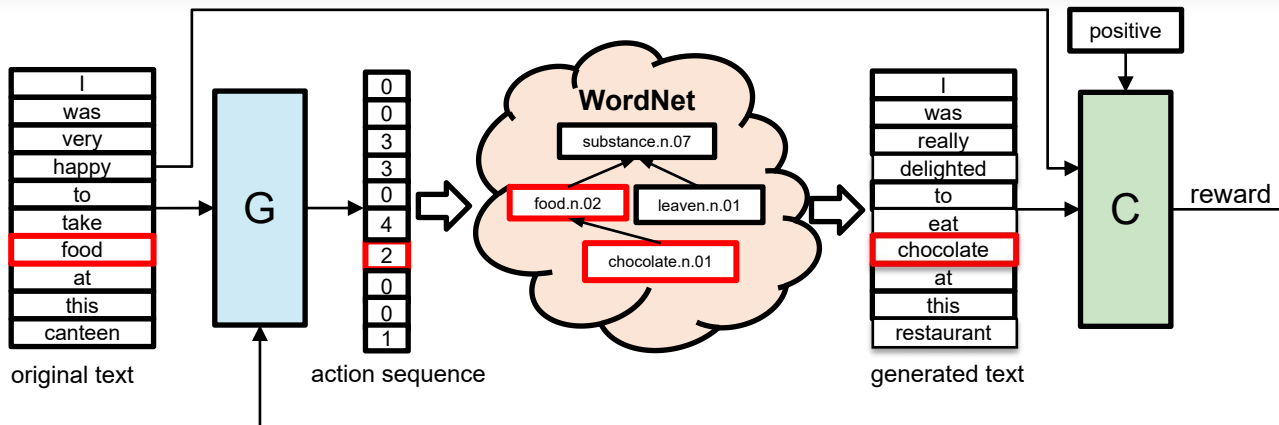 positive
I
was
very
happy
to
take
food
at
this
canteen
original text
G
0
0
3
3
0
4
2
0
0
1
action sequence
WordNet
substance.n.07
food.n.02
leaven.n.01
chocolate.n.01
I
was
really
delighted
to
eat
chocolate
at
this
restaurant
generated text
C
reward